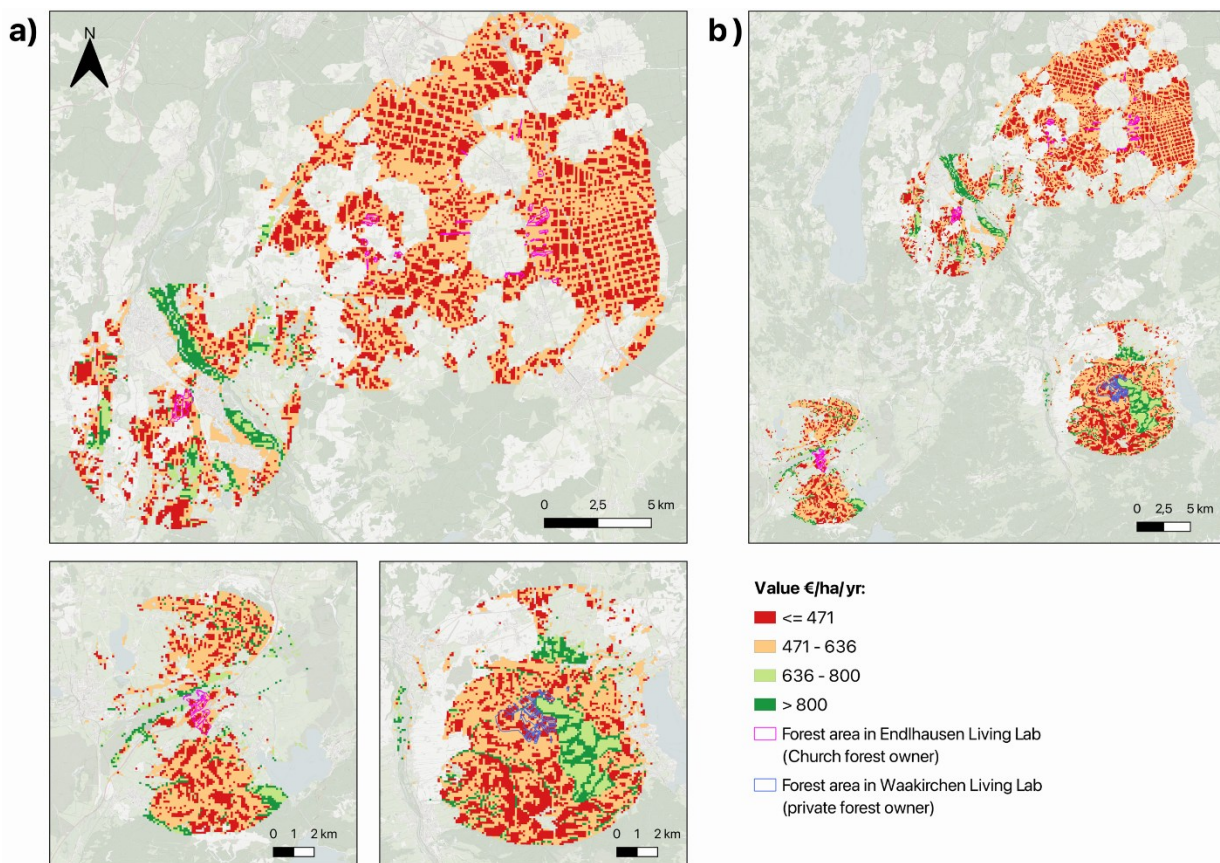 a)
N
0 2,5 5 km
b)
0 2,5 5 km
0 1 2 km
0 1 2 km
Value €/ha/yr:
<= 471
471 - 636
636 - 800
> 800
Forest area in Endlhausen Living Lab
(Church forest owner)
Forest area in Waakirchen Living Lab
(private forest owner)